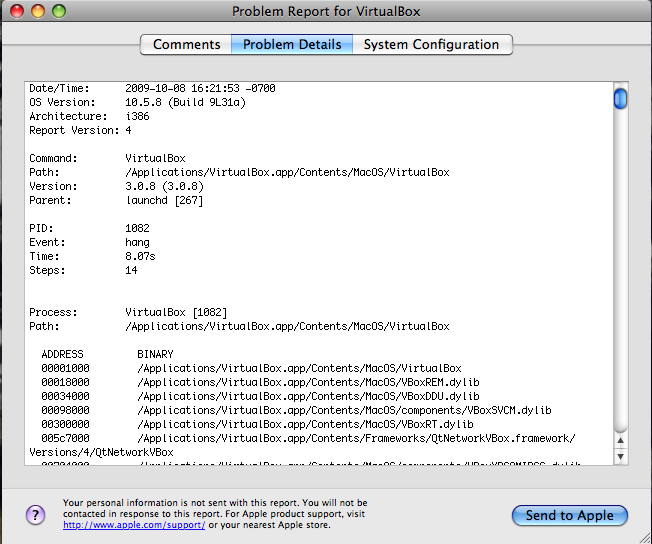 Problem Report for VirtualBox
Comments Problem Details System Configuration
Date/Time: 2009-10-08 16:21:53 -0700
OS Version: 10.5.8 (Build 9L31a)
Architecture: i386
Report Version: 4
Command: VirtualBox
Path: /Applications/VirtualBox.app/Contents/MacOS/VirtualBox
Version: 3.0.8 (3.0.8)
Parent: launchd [267]
PID: 1082
Event: hang
Time: 8.07s
Steps: 14
Process: VirtualBox [1082]
Path: /Applications/VirtualBox.app/Contents/MacOS/VirtualBox
ADDRESS BINARY
00001000 /Applications/VirtualBox.app/Contents/MacOS/VirtualBox
00018000 /Applications/VirtualBox.app/Contents/MacOS/VBoxREM.dylib
00034000 /Applications/VirtualBox.app/Contents/MacOS/VBoxDDU.dylib
00098000 /Applications/VirtualBox.app/Contents/MacOS/components/VBoxSVCM.dylib
00300000 /Applications/VirtualBox.app/Contents/MacOS/VBoxRT.dylib
005c7000 /Applications/VirtualBox.app/Contents/Frameworks/QtNetworkVBox.framework/
Versions/4/QtNetworkVBox
? Your personal information is not sent with this report. You will not be
contacted in response to this report. For Apple product support, visit
http://www.apple.com/support/ or your nearest Apple store.
Send to Apple